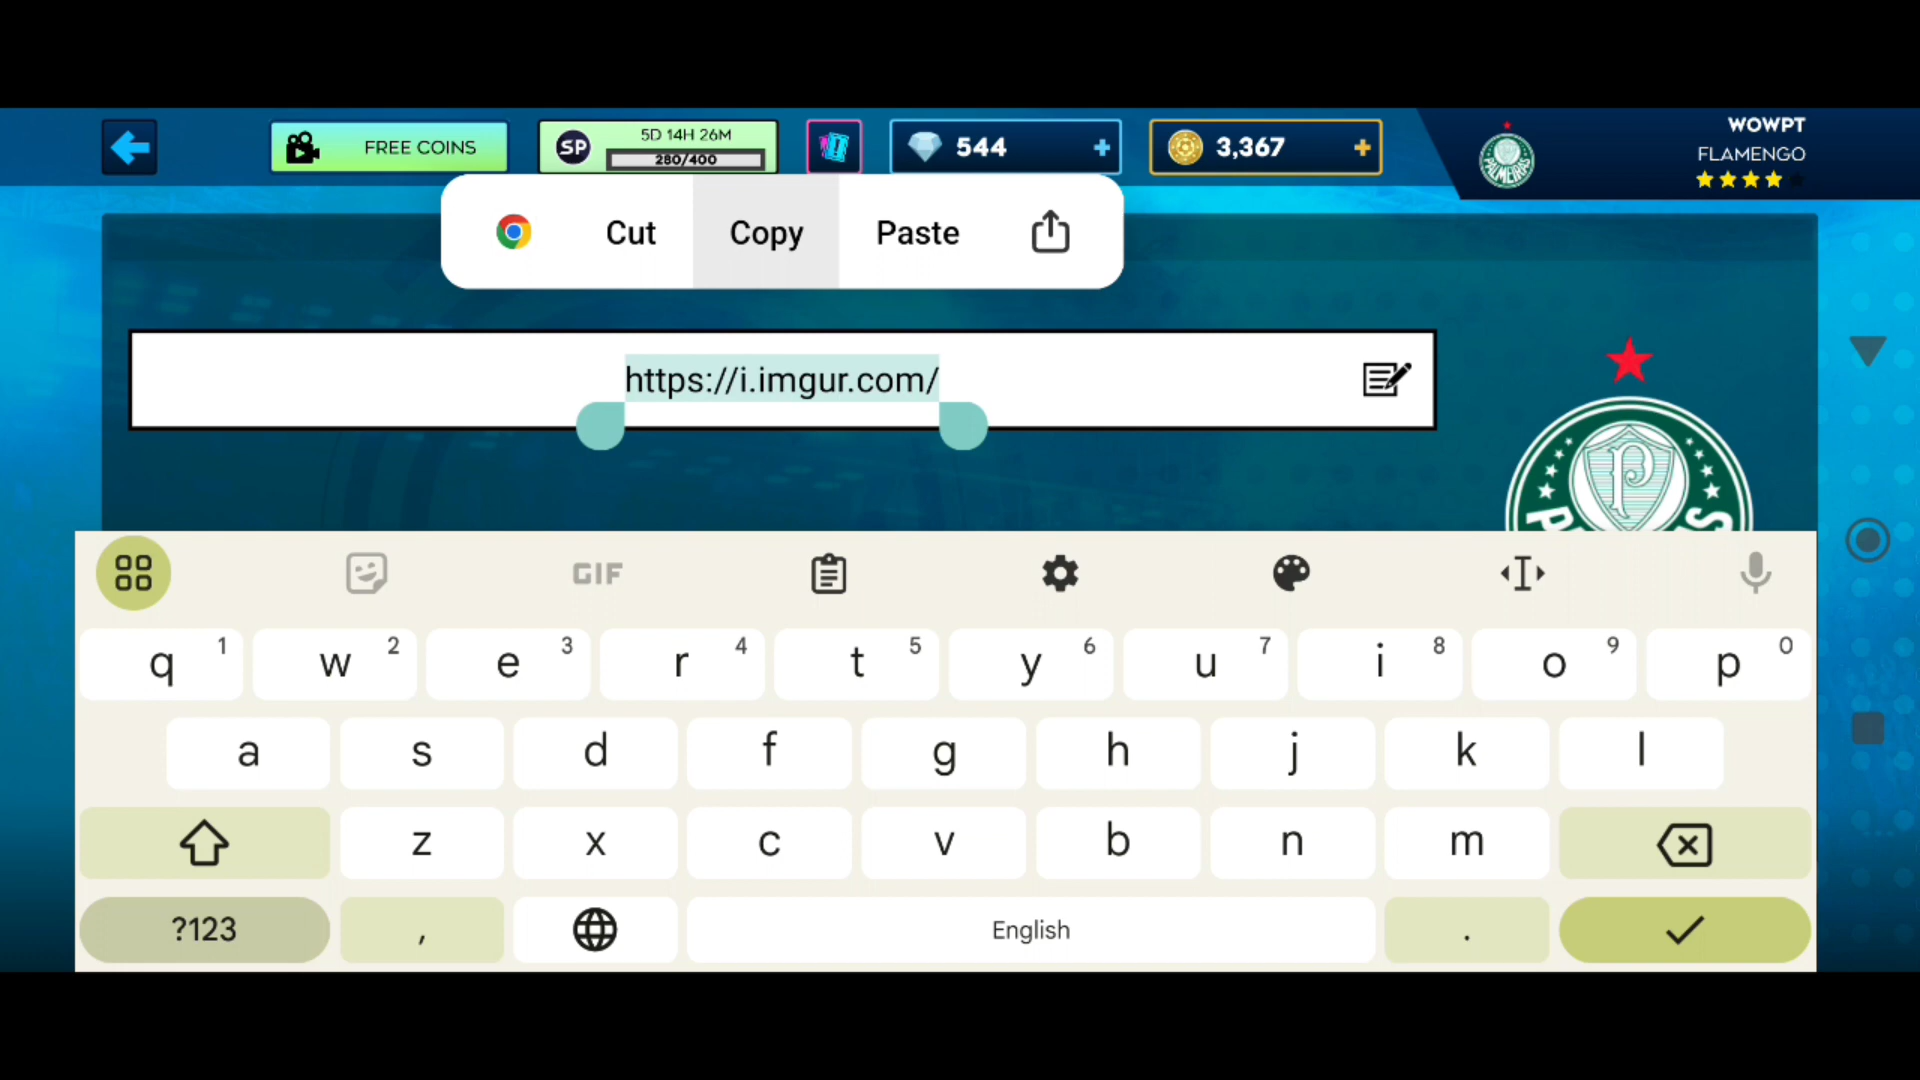 FREE COINS
SP
5D 14H 26M
280/400
544
+
3,367
+
PALMEIRAS
WOWPT
FLAMENGO
Cut
Copy
Paste
https://i.imgur.com/
P
P
S
GIF
q 1 w 2 e 3 r 4 t 5 y 6 u 7 i 8 o 9 p 0
a s d f g h j k l
z x c v b n m
?123 , English .